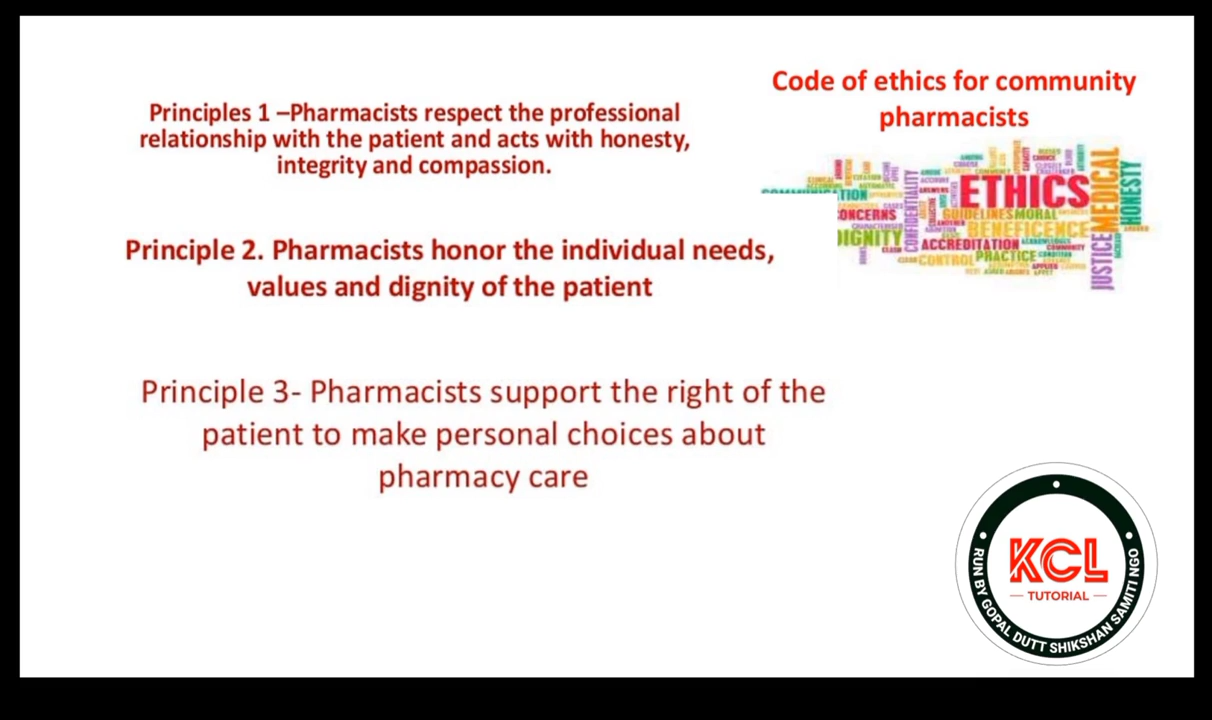 Code of ethics for community
pharmacists
Principles 1 –Pharmacists respect the professional
relationship with the patient and acts with honesty,
integrity and compassion.
Principle 2. Pharmacists honor the individual needs,
values and dignity of the patient
Principle 3- Pharmacists support the right of the
patient to make personal choices about
pharmacy care
ETHICS
MEDICAL
HONESTY
JUSTICE
CONFIDENTIALITY
GUIDELINES
MORAL
BENEFICENCE
ACCREDITATION
CONTROL
PRACTICE
KCL
TUTORIAL
RUN BY GOPAL DUTT SHIKSHAN SAMITI NGO